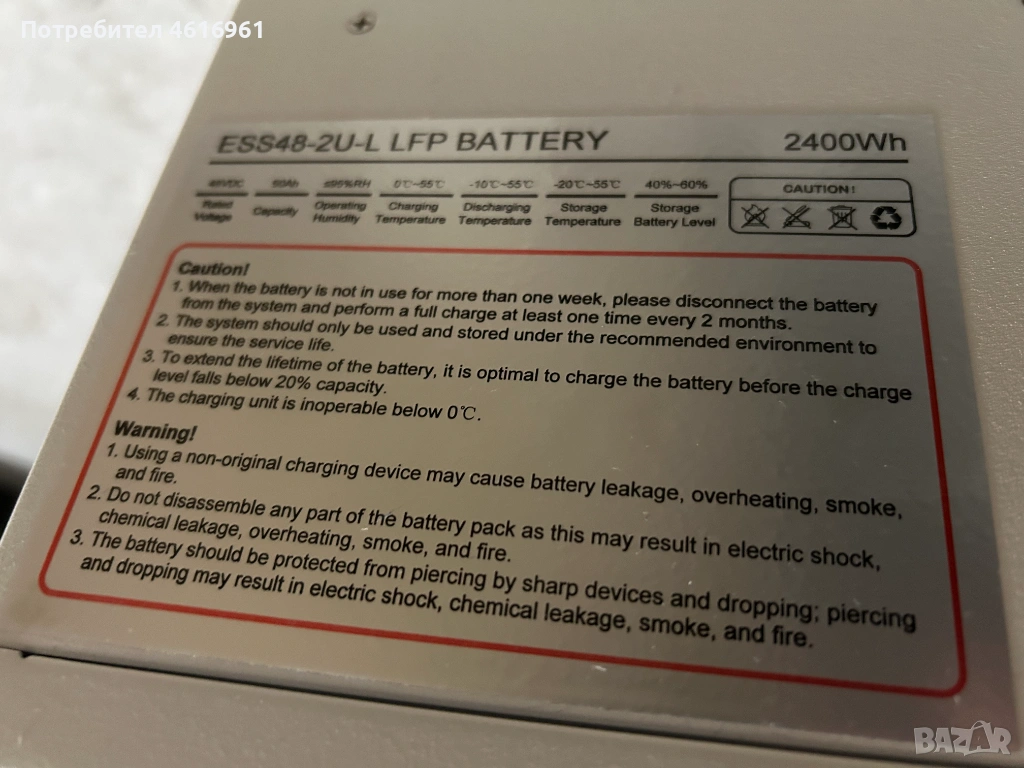 Потребител 4616961
ESS48-2U-L LFP BATTERY 2400Wh
48VDC 50Ah ≤95%RH 0℃~55℃ -10℃~55℃ -20℃~55℃ 40%~60%
Rated Voltage
Capacity
Operating Humidity
Charging Temperature
Discharging Temperature
Storage Temperature
Storage Battery Level
CAUTION!
Caution!
1. When the battery is not in use for more than one week, please disconnect the battery
from the system and perform a full charge at least one time every 2 months.
2. The system should only be used and stored under the recommended environment to
ensure the service life.
3. To extend the lifetime of the battery, it is optimal to charge the battery before the charge
level falls below 20% capacity.
4. The charging unit is inoperable below 0℃.
Warning!
1. Using a non-original charging device may cause battery leakage, overheating, smoke,
and fire.
2. Do not disassemble any part of the battery pack as this may result in electric shock,
chemical leakage, overheating, smoke, and fire.
3. The battery should be protected from piercing by sharp devices and dropping; piercing
and dropping may result in electric shock, chemical leakage, smoke, and fire.
BAZAR